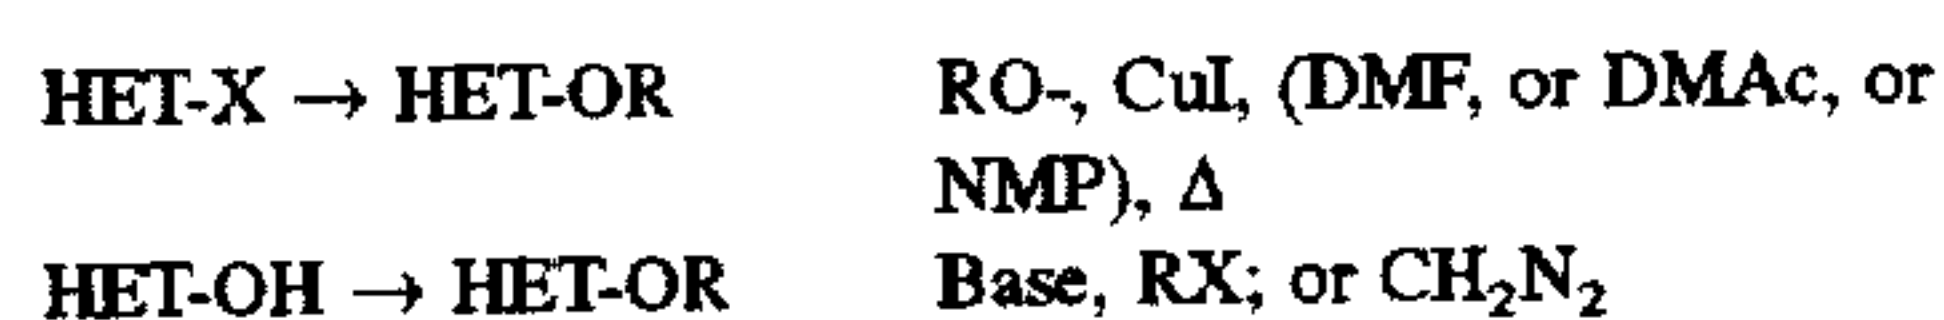 HET-X → HET-OR RO-, CuI, (DMF, or DMAc, or
NMP), Δ
HET-OH → HET-OR Base, RX; or CH₂N₂